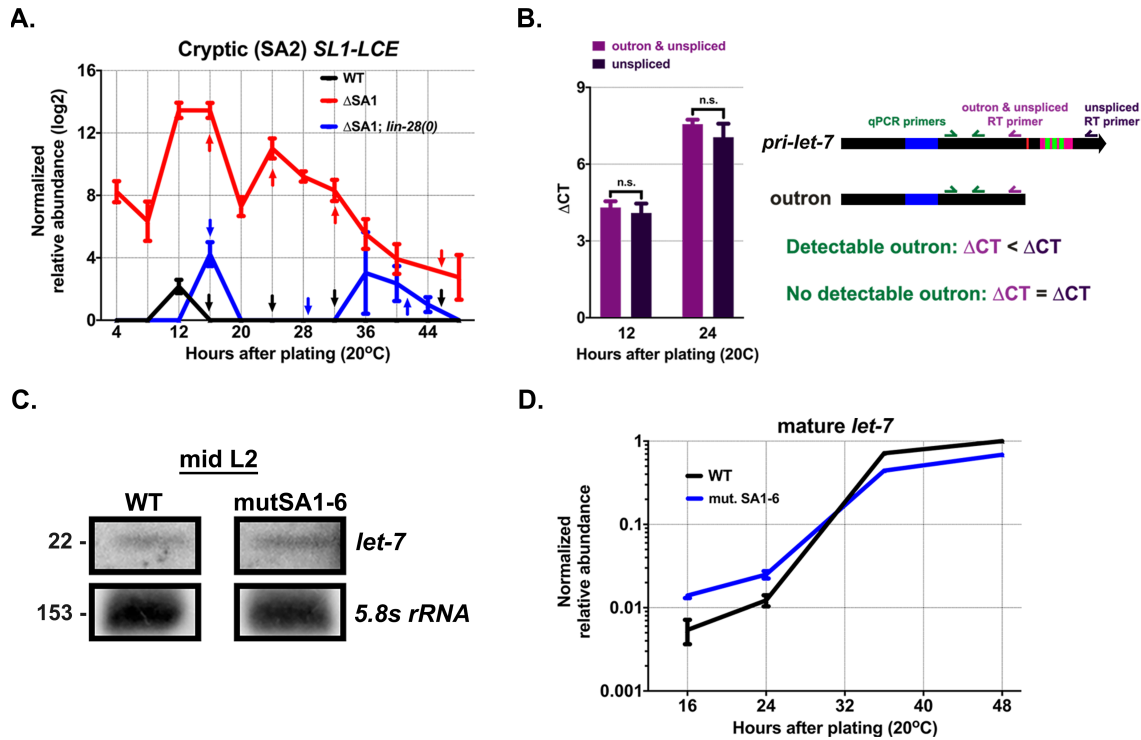 A.
Cryptic (SA2) SL1-LCE
Normalized
relative abundance (log2)
16
12
8
4
0
WT
ΔSA1
ΔSA1; lin-28(0)
4
12
20
28
36
44
Hours after plating (20ºC)
B.
outron & unspliced
unspliced
ΔCT
9
6
3
0
n.s.
n.s.
12
24
Hours after plating (20C)
qPCR primers
outron & unspliced
RT primer
unspliced
RT primer
pri-let-7
outron
Detectable outron: ΔCT < ΔCT
No detectable outron: ΔCT = ΔCT
C.
mid L2
WT
mutSA1-6
22 -
let-7
153 -
5.8s rRNA
D.
mature let-7
Normalized
relative abundance
1
0.1
0.01
0.001
WT
mut. SA1-6
16
24
32
40
48
Hours after plating (20ºC)